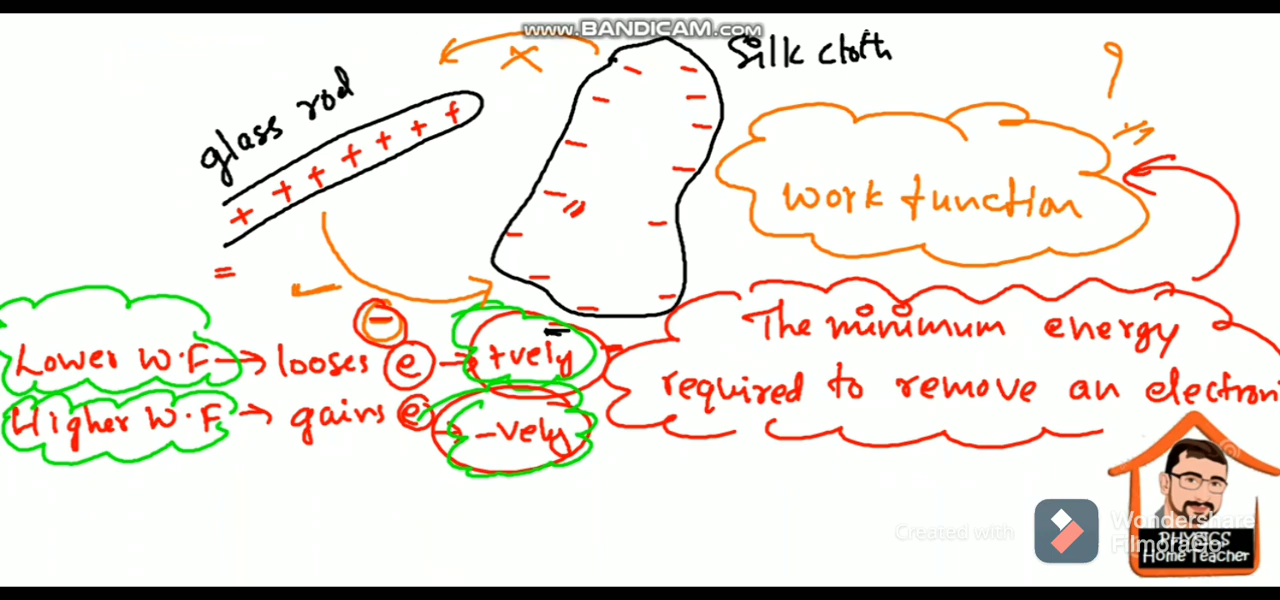 www.BANDICAM.com
Silk cloth
glass rod
+ + + + + + +
work function
?
=
Lower W.F → looses e → +vely
Higher W.F → gains e → -vely
The minimum energy
required to remove an electron
Created with
Wondershare
Filmora
PHYSICS
Home Teacher